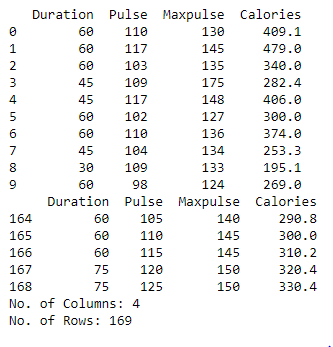 Duration Pulse Maxpulse Calories
0 60 110 130 409.1
1 60 117 145 479.0
2 60 103 135 340.0
3 45 109 175 282.4
4 45 117 148 406.0
5 60 102 127 300.0
6 60 110 136 374.0
7 45 104 134 253.3
8 30 109 133 195.1
9 60 98 124 269.0
Duration Pulse Maxpulse Calories
164 60 105 140 290.8
165 60 110 145 300.0
166 60 115 145 310.2
167 75 120 150 320.4
168 75 125 150 330.4
No. of Columns: 4
No. of Rows: 169